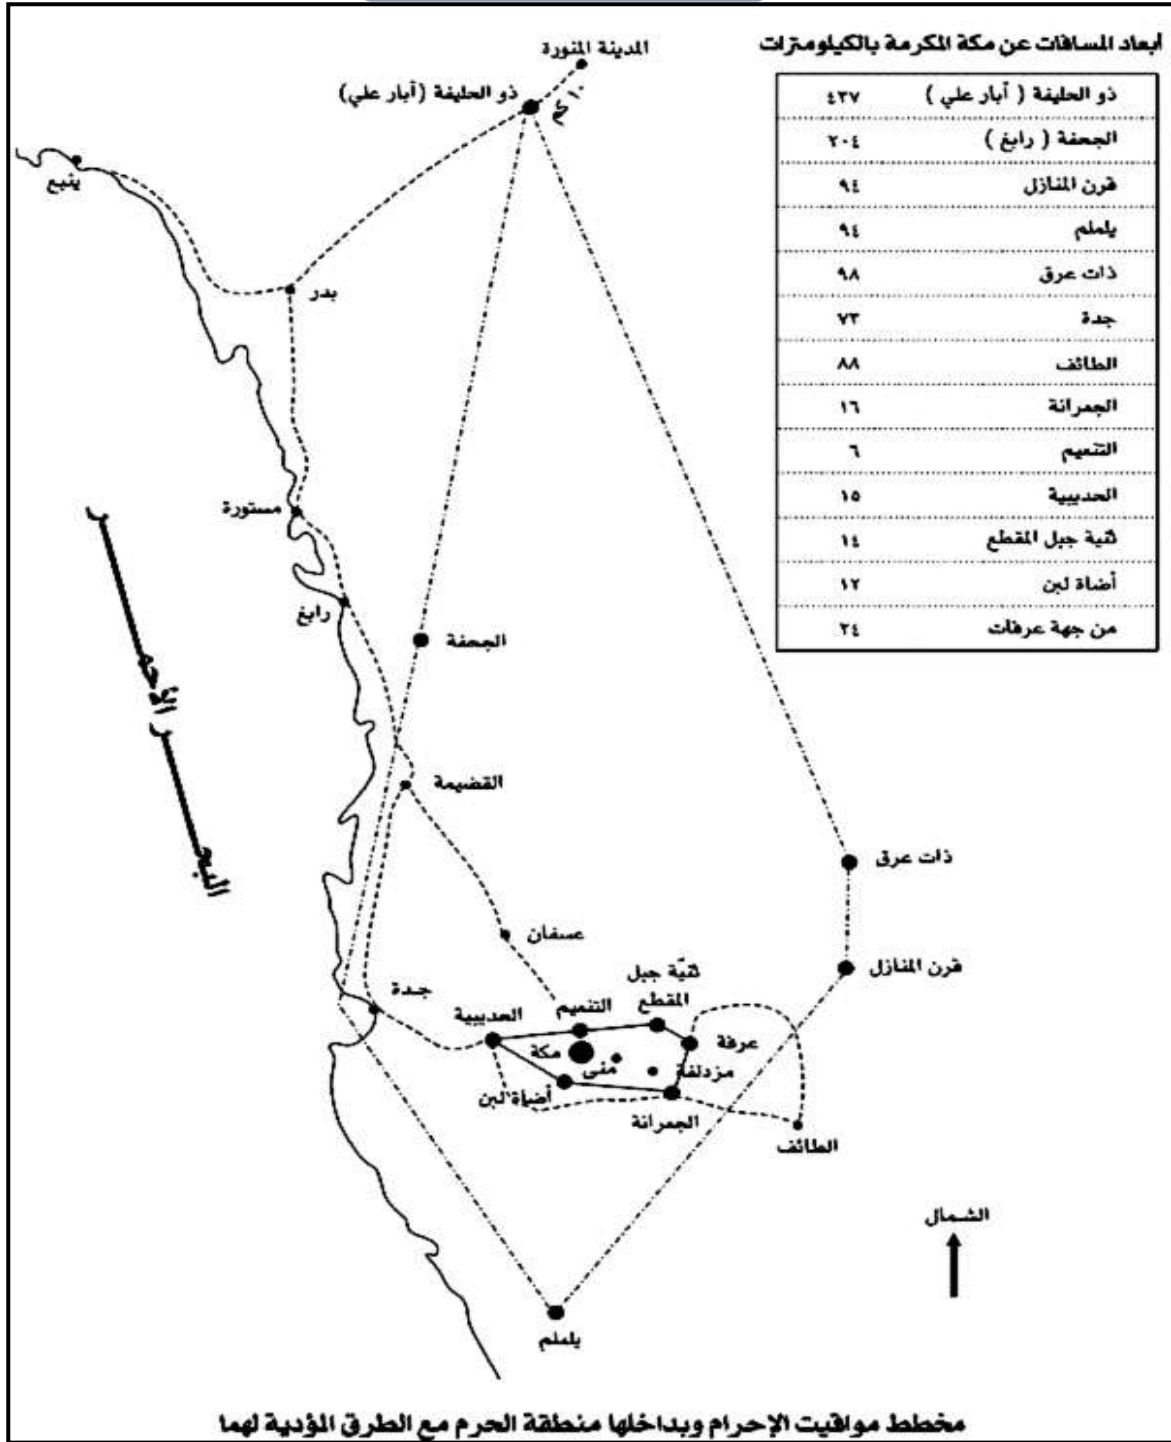 أبعاد المسافات عن مكة المكرمة بالكيلومترات
ذو الحليفة ( أبار علي ) ٤٣٧
الجحفة ( رابغ ) ٢٠٤
قرن المنازل ٩٤
يلملم ٩٤
ذات عرق ٩٨
جدة ٧٣
الطائف ٨٨
الجعرانة ١٦
التنعيم ٦
الحديبية ١٥
ثنية جبل المقطع ١٤
أضاة لبن ١٢
من جهة عرفات ٢٤
المدينة المنورة
ذو الحليفة (أبار علي)
ينبع
بدر
مستورة
رابغ
الجحفة
البحر الأحمر
القضيمة
ذات عرق
عسفان
قرن المنازل
ثنيّة جبل
المقطع
جدة
الحديبية
التنعيم
عرفة
مكة
منى
مزدلفة
أضاة لبن
الجعرانة
الطائف
الشمال
يلملم
مخطط مواقيت الإحرام وبداخلها منطقة الحرم مع الطرق المؤدية لهما